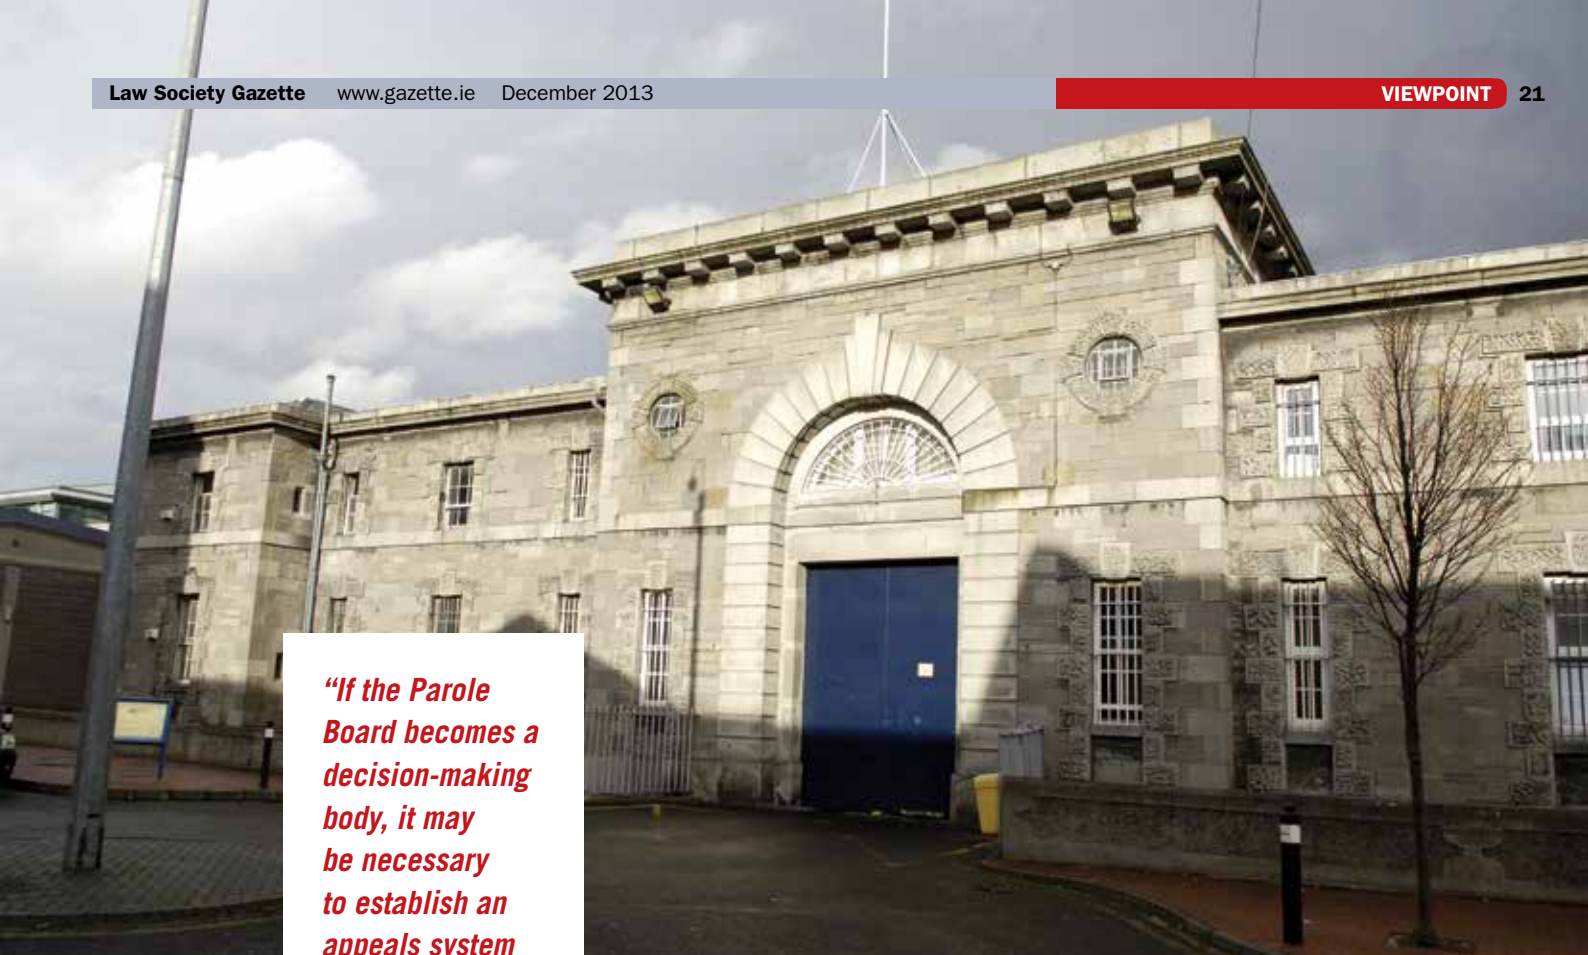 Law Society Gazette www.gazette.ie December 2013 VIEWPOINT 21
“If the Parole
Board becomes a
decision-making
body, it may
be necessary
to establish an
appeals system